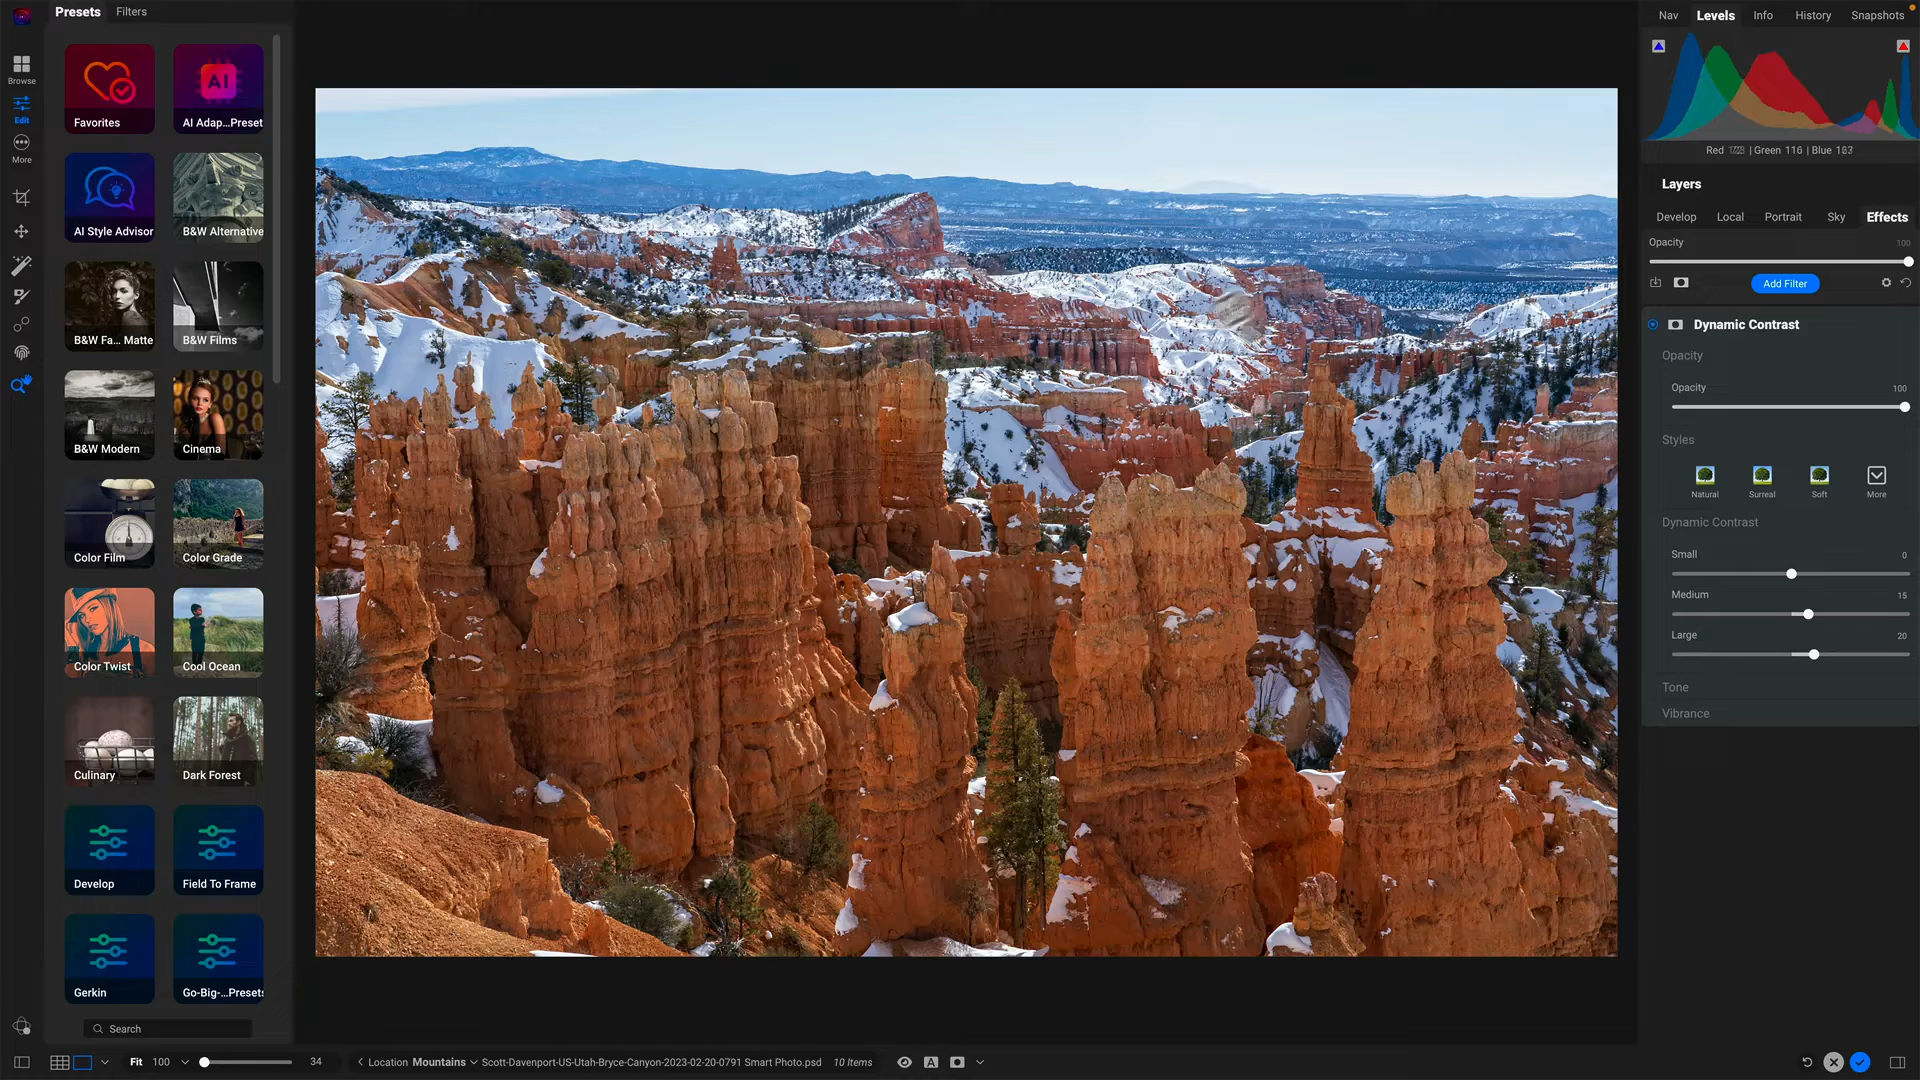 Presets Filters
Nav Levels Info History Snapshots
Browse
Edit
More
Favorites
AI Adap...Preset
AI Style Advisor
B&W Alternative
B&W Fa... Matte
B&W Films
B&W Modern
Cinema
Color Film
Color Grade
Color Twist
Cool Ocean
Culinary
Dark Forest
Develop
Field To Frame
Gerkin
Go-Big-...Presets
Search
Red | Green 116 | Blue
Layers
Develop Local Portrait Sky Effects
Opacity 100
Add Filter
Dynamic Contrast
Opacity
Opacity 100
Styles
Natural Surreal Soft More
Dynamic Contrast
Small 0
Medium 15
Large 20
Tone
Vibrance
Fit 100 34 Location Mountains Scott-Davenport-US-Utah-Bryce-Canyon-2023-02-20-0791 Smart Photo.psd 10 Items A